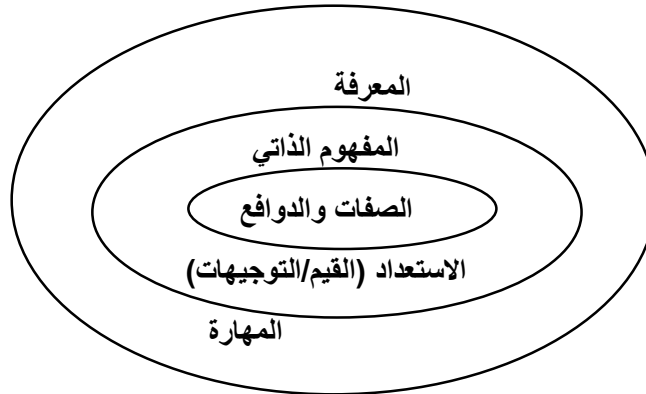 المعرفة
المفهوم الذاتي
الصفات والدوافع
الاستعداد (القيم/التوجيهات)
المهارة